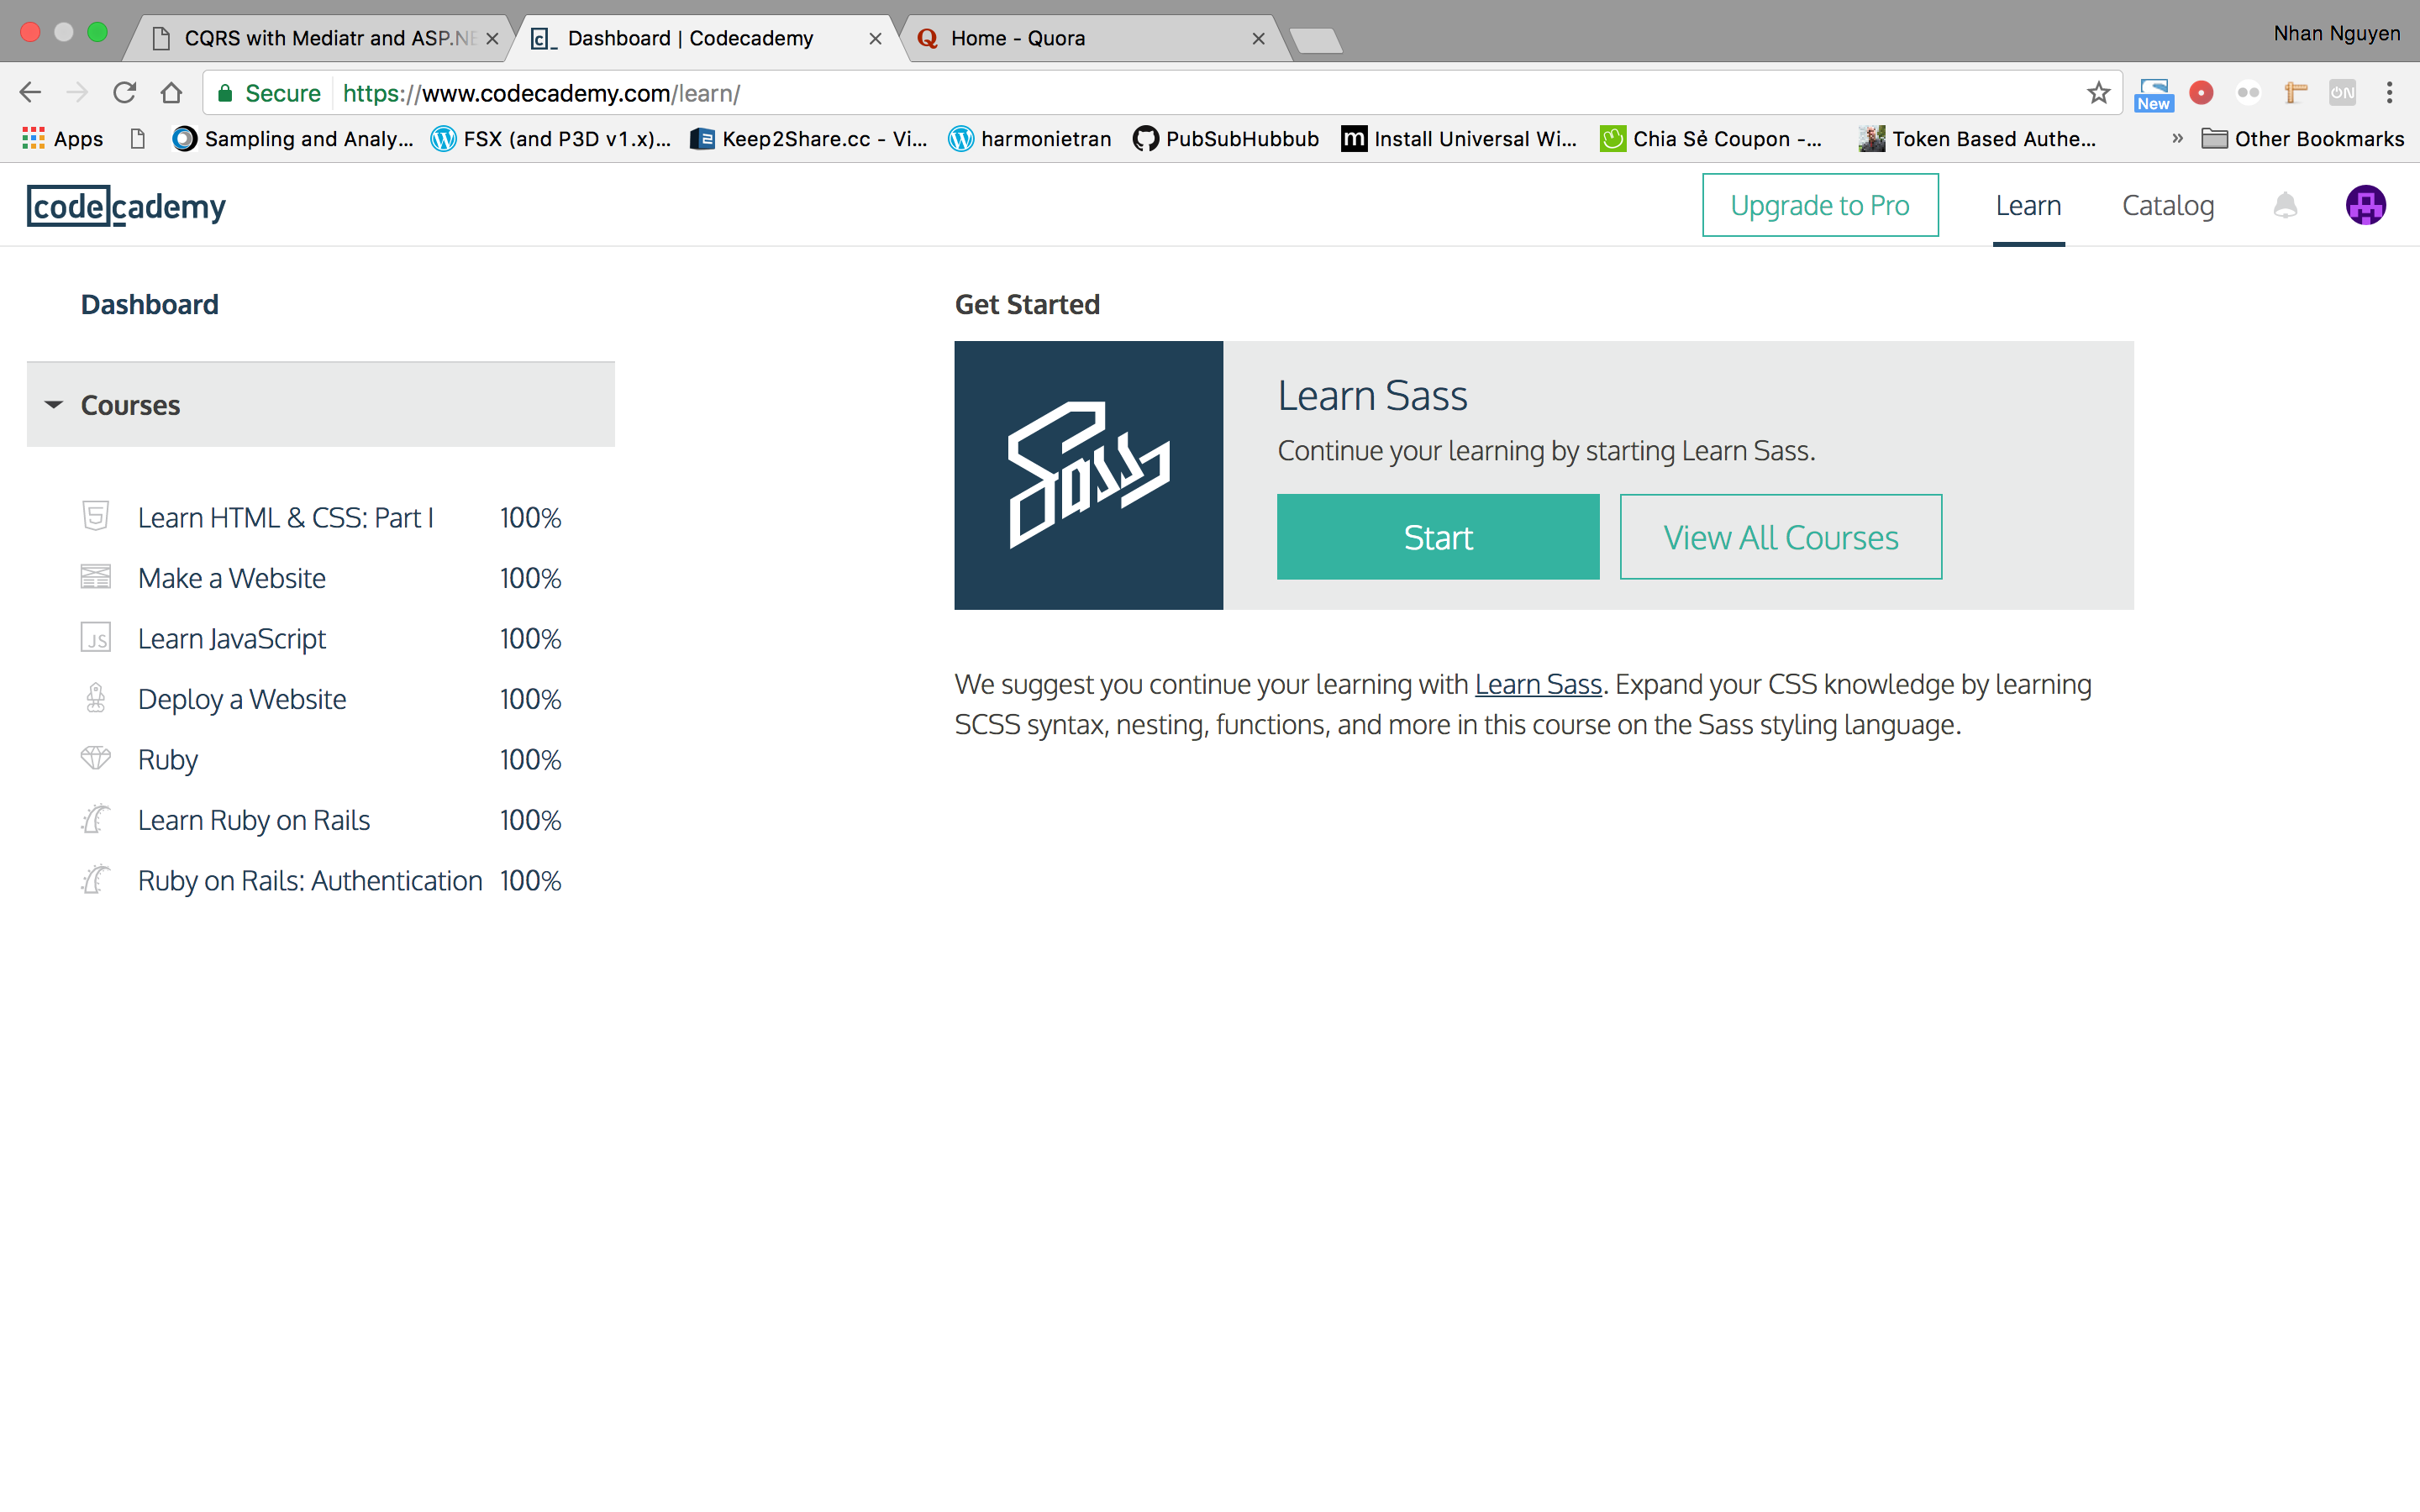 CQRS with Mediatr and ASP.NE
Dashboard | Codecademy
Home - Quora
Nhan Nguyen
Secure https://www.codecademy.com/learn/
New
ON
Apps
Sampling and Analy...
FSX (and P3D v1.x)...
Keep2Share.cc - Vi...
harmonietran
PubSubHubbub
Install Universal Wi...
Chia Sẻ Coupon -...
Token Based Authe...
» Other Bookmarks
codecademy
Upgrade to Pro
Learn
Catalog
Dashboard
Courses
Learn HTML & CSS: Part I 100%
Make a Website 100%
Learn JavaScript 100%
Deploy a Website 100%
Ruby 100%
Learn Ruby on Rails 100%
Ruby on Rails: Authentication 100%
Get Started
Sass
Learn Sass
Continue your learning by starting Learn Sass.
Start
View All Courses
We suggest you continue your learning with Learn Sass. Expand your CSS knowledge by learning
SCSS syntax, nesting, functions, and more in this course on the Sass styling language.